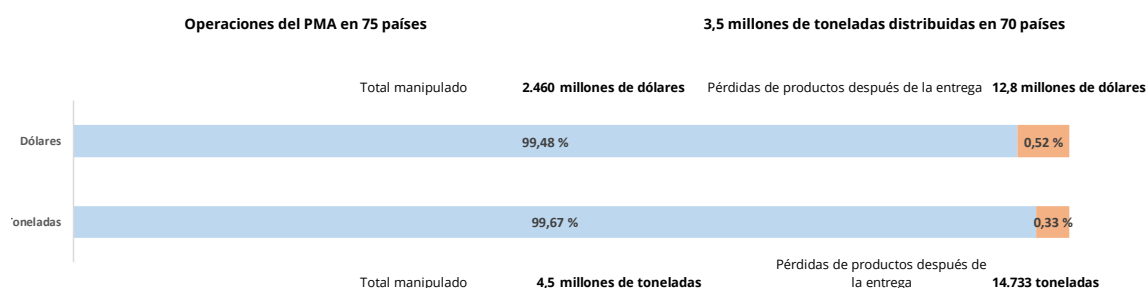 Operaciones del PMA en 75 países
3,5 millones de toneladas distribuidas en 70 países
Total manipulado 2.460 millones de dólares Pérdidas de productos después de la entrega 12,8 millones de dólares
Dólares 99,48 % 0,52 %
oneladas 99,67 % 0,33 %
Pérdidas de productos después de
Total manipulado 4,5 millones de toneladas la entrega 14.733 toneladas